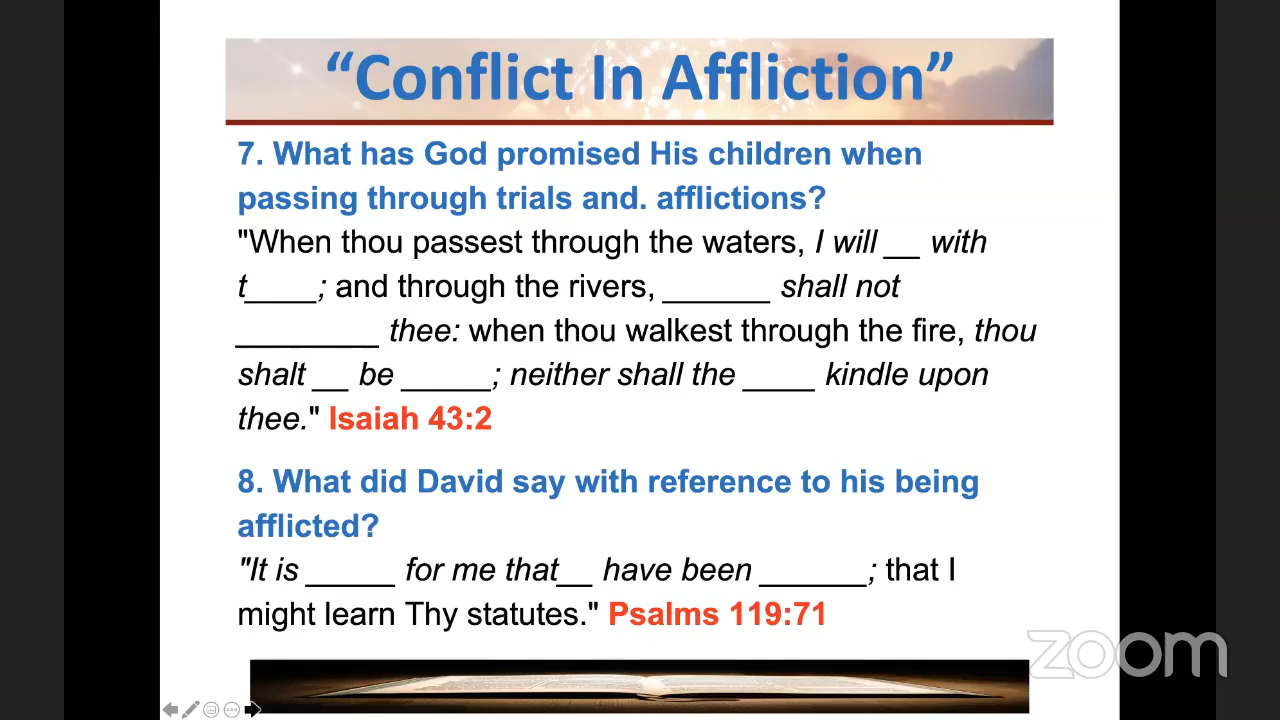 “Conflict In Affliction”
7. What has God promised His children when
passing through trials and. afflictions?
"When thou passest through the waters, I will __ with
t____; and through the rivers, ______ shall not
________ thee: when thou walkest through the fire, thou
shalt __ be _____; neither shall the ____ kindle upon
thee." Isaiah 43:2
8. What did David say with reference to his being
afflicted?
"It is _____ for me that__ have been ______; that I
might learn Thy statutes." Psalms 119:71
zoom